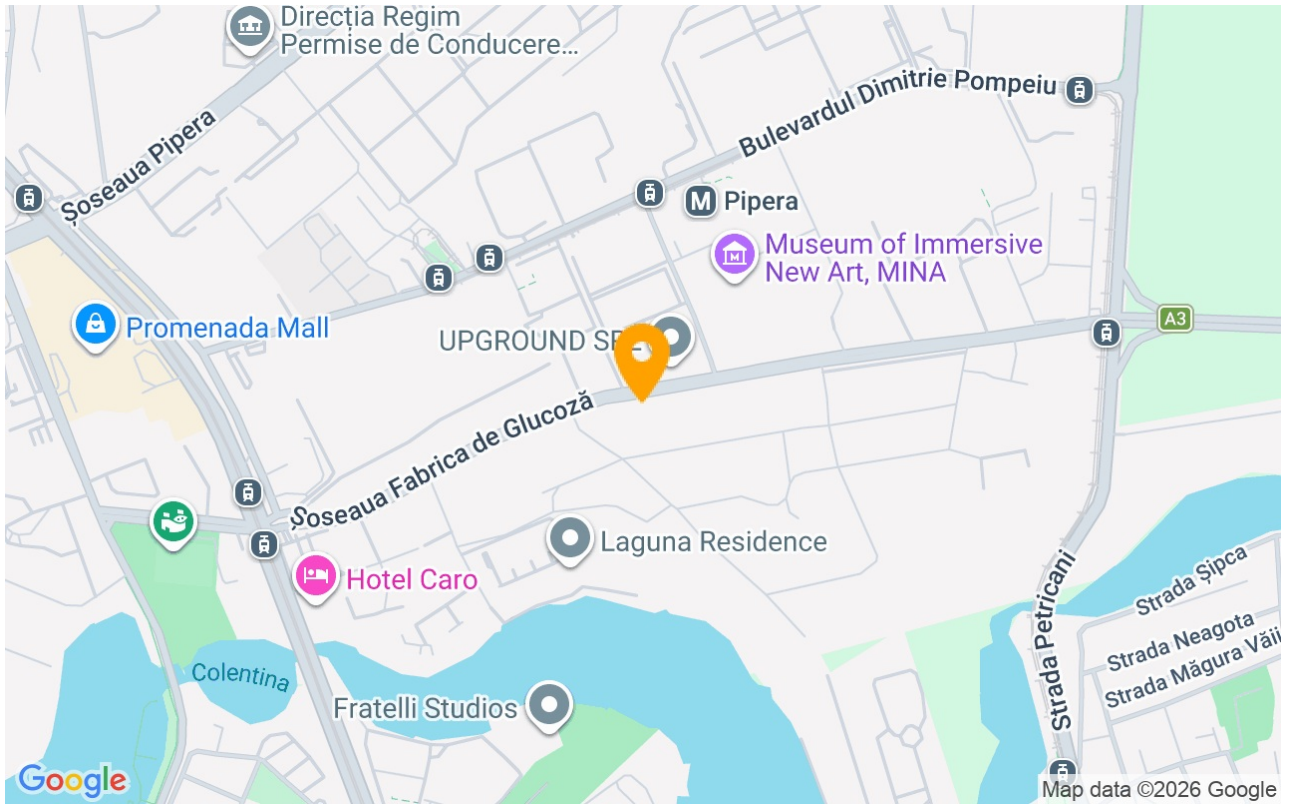 Direcția Regim
Permise de Conducere...
Bulevardul Dimitrie Pompeiu
Șoseaua Pipera
M Pipera
Museum of Immersive
New Art, MINA
A3
Promenada Mall
UPGROUND
Șoseaua Fabrica de Glucoză
Laguna Residence
Hotel Caro
Strada Șipca
Strada Neagota
Strada Măgura Văii
Strada Petricani
Colentina
Fratelli Studios
Google
Map data ©2026 Google